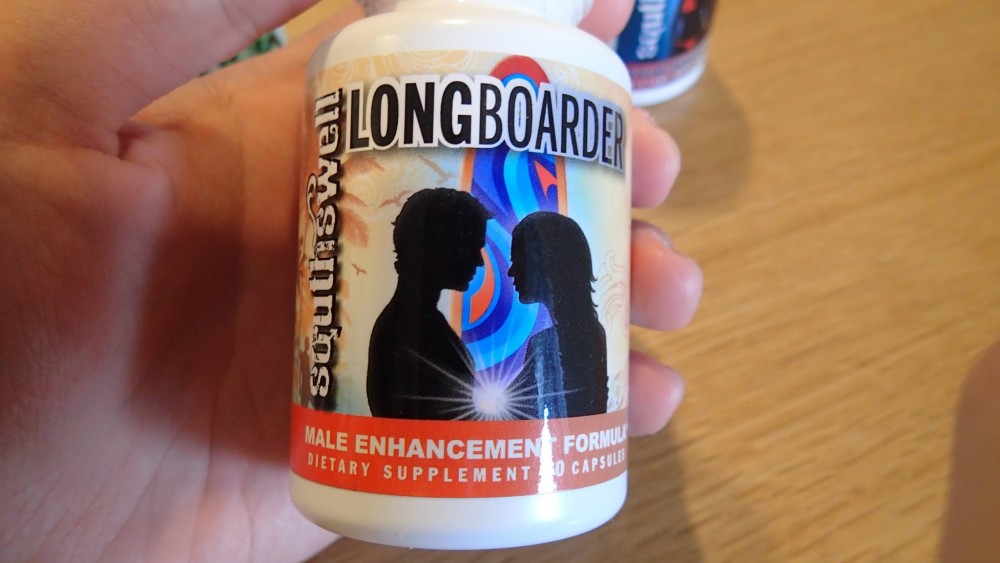 LONGBOARDER
southswell
MALE ENHANCEMENT FORMULA
DIETARY SUPPLEMENT CAPSULES